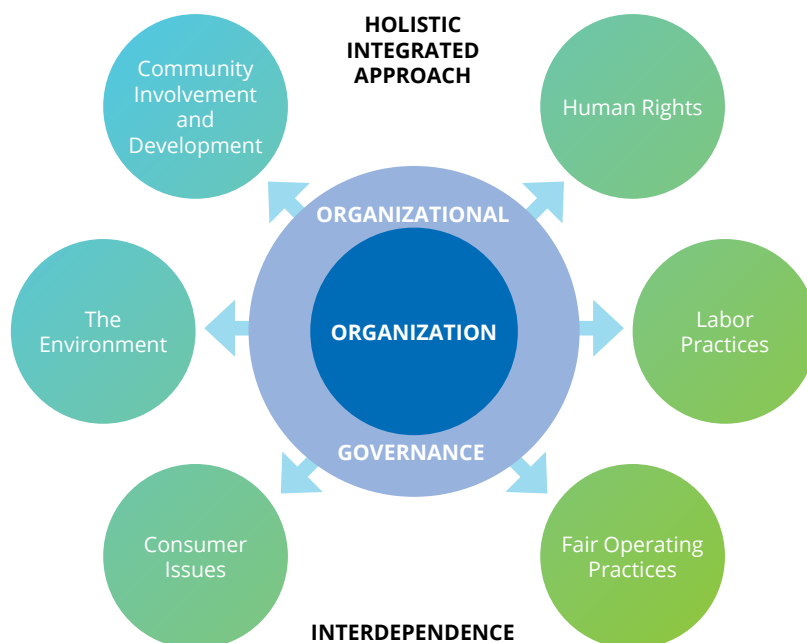 HOLISTIC
INTEGRATED
APPROACH
Community
Involvement
and
Development
Human Rights
ORGANIZATIONAL
The
Environment
ORGANIZATION
Labor
Practices
GOVERNANCE
Consumer
Issues
Fair Operating
Practices
INTERDEPENDENCE